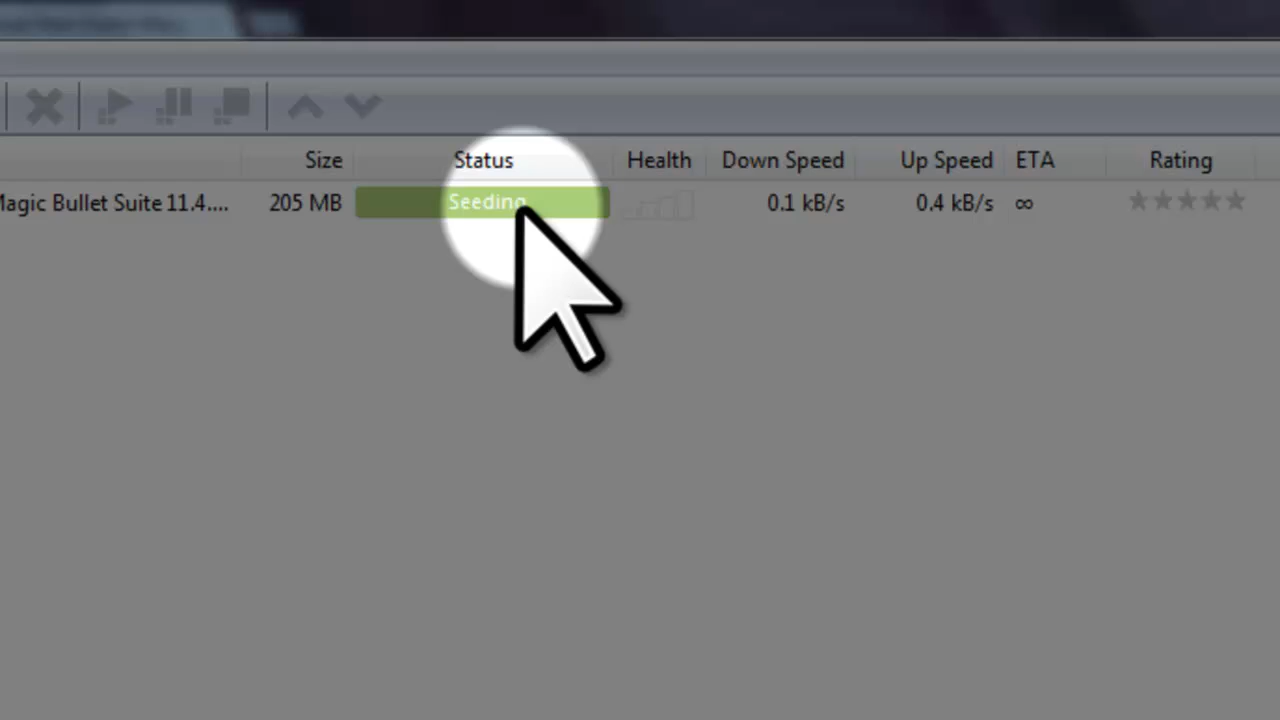 Size Status Health Down Speed Up Speed ETA Rating
Magic Bullet Suite 11.4.... 205 MB Seeding 0.1 kB/s 0.4 kB/s ∞